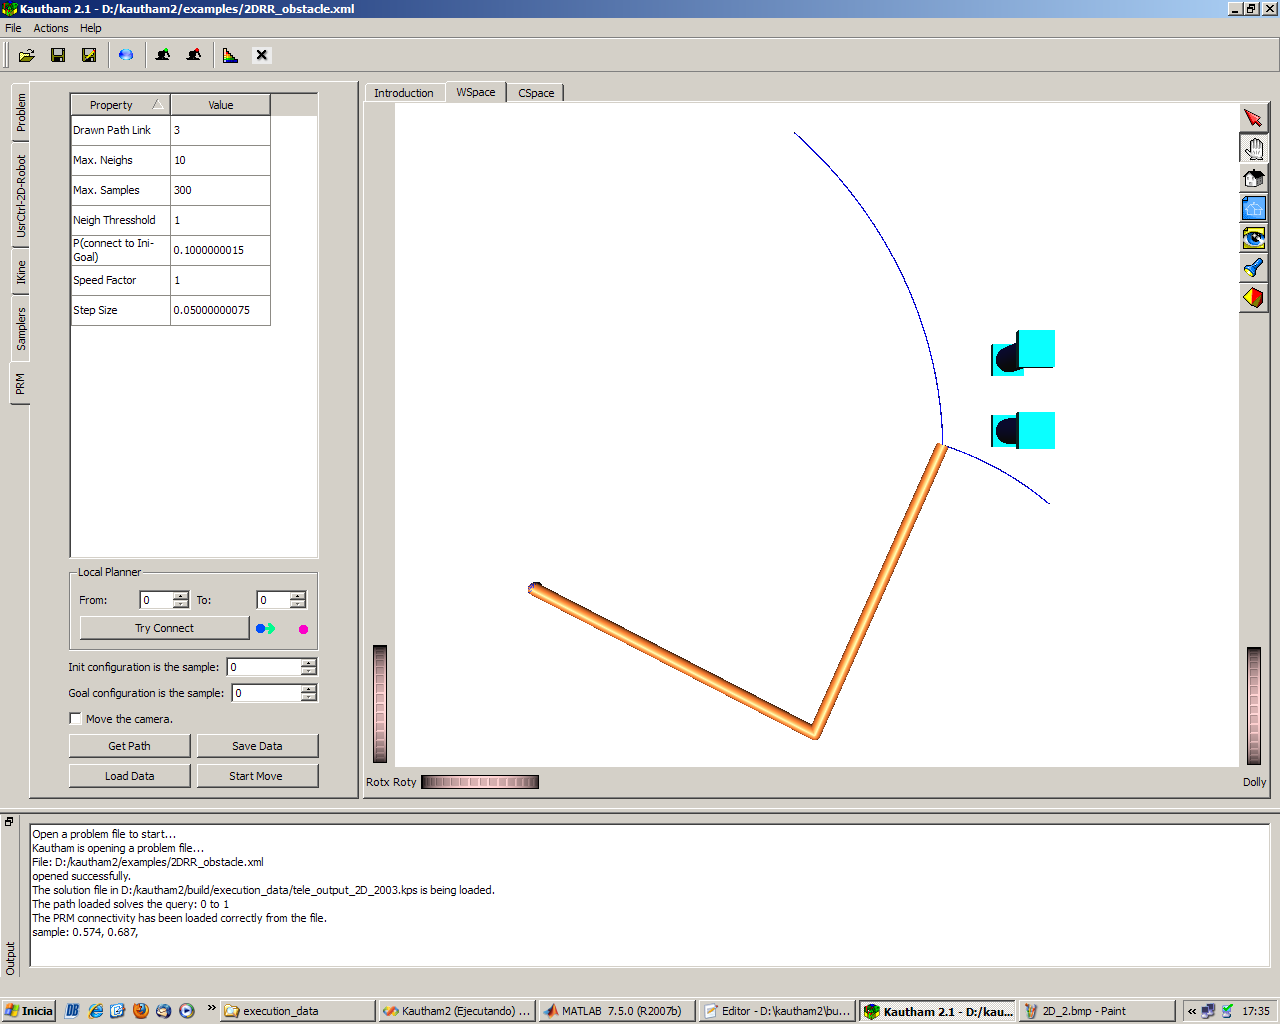 Kautham 2.1 - D:/kautham2/examples/2DRR_obstacle.xml
File Actions Help
Problem
UsrCtrl-2D-Robot
IKine
Samplers
PRM
Property Value
Drawn Path Link 3
Max. Neighs 10
Max. Samples 300
Neigh Thresshold 1
P(connect to Ini-
Goal) 0.1000000015
Speed Factor 1
Step Size 0.05000000075
Local Planner
From: 0 To: 0
Try Connect
Init configuration is the sample: 0
Goal configuration is the sample: 0
Move the camera.
Get Path Save Data
Load Data Start Move
Introduction WSpace CSpace
Rotx Roty Dolly
Output
Open a problem file to start...
Kautham is opening a problem file...
File: D:/kautham2/examples/2DRR_obstacle.xml
opened successfully.
The solution file in D:/kautham2/build/execution_data/tele_output_2D_2003.kps is being loaded.
The path loaded solves the query: 0 to 1
The PRM connectivity has been loaded correctly from the file.
sample: 0.574, 0.687,
Inicia DB » execution_data Kautham2 (Ejecutando) ... MATLAB 7.5.0 (R2007b) Editor - D:\kautham2\bu... Kautham 2.1 - D:/kau... 2D_2.bmp - Paint « 17:35